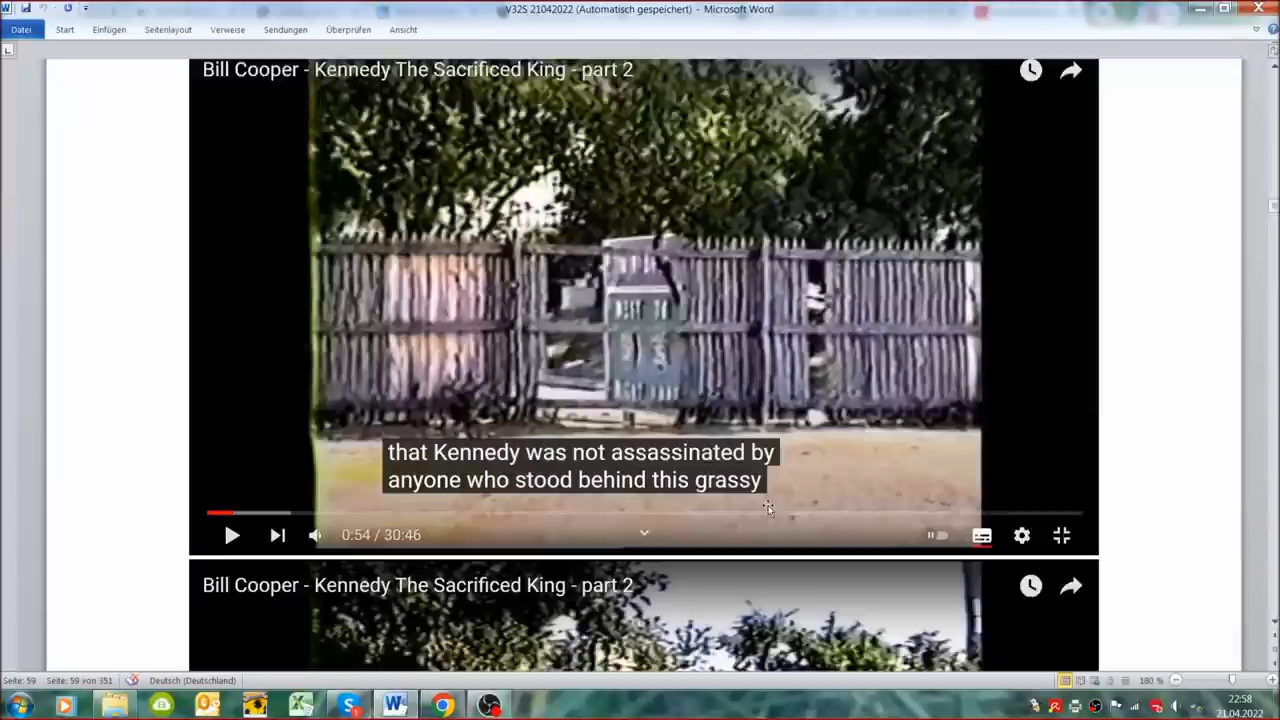 V32S 21042022 (Automatisch gespeichert) - Microsoft Word
Datei Start Einfügen Seitenlayout Verweise Sendungen Überprüfen Ansicht
Bill Cooper - Kennedy The Sacrificed King - part 2
that Kennedy was not assassinated by
anyone who stood behind this grassy
0:54 / 30:46
Bill Cooper - Kennedy The Sacrificed King - part 2
Seite: 59 Seite: 59 von 351 Deutsch (Deutschland) 180 %
22:58
21.04.2022